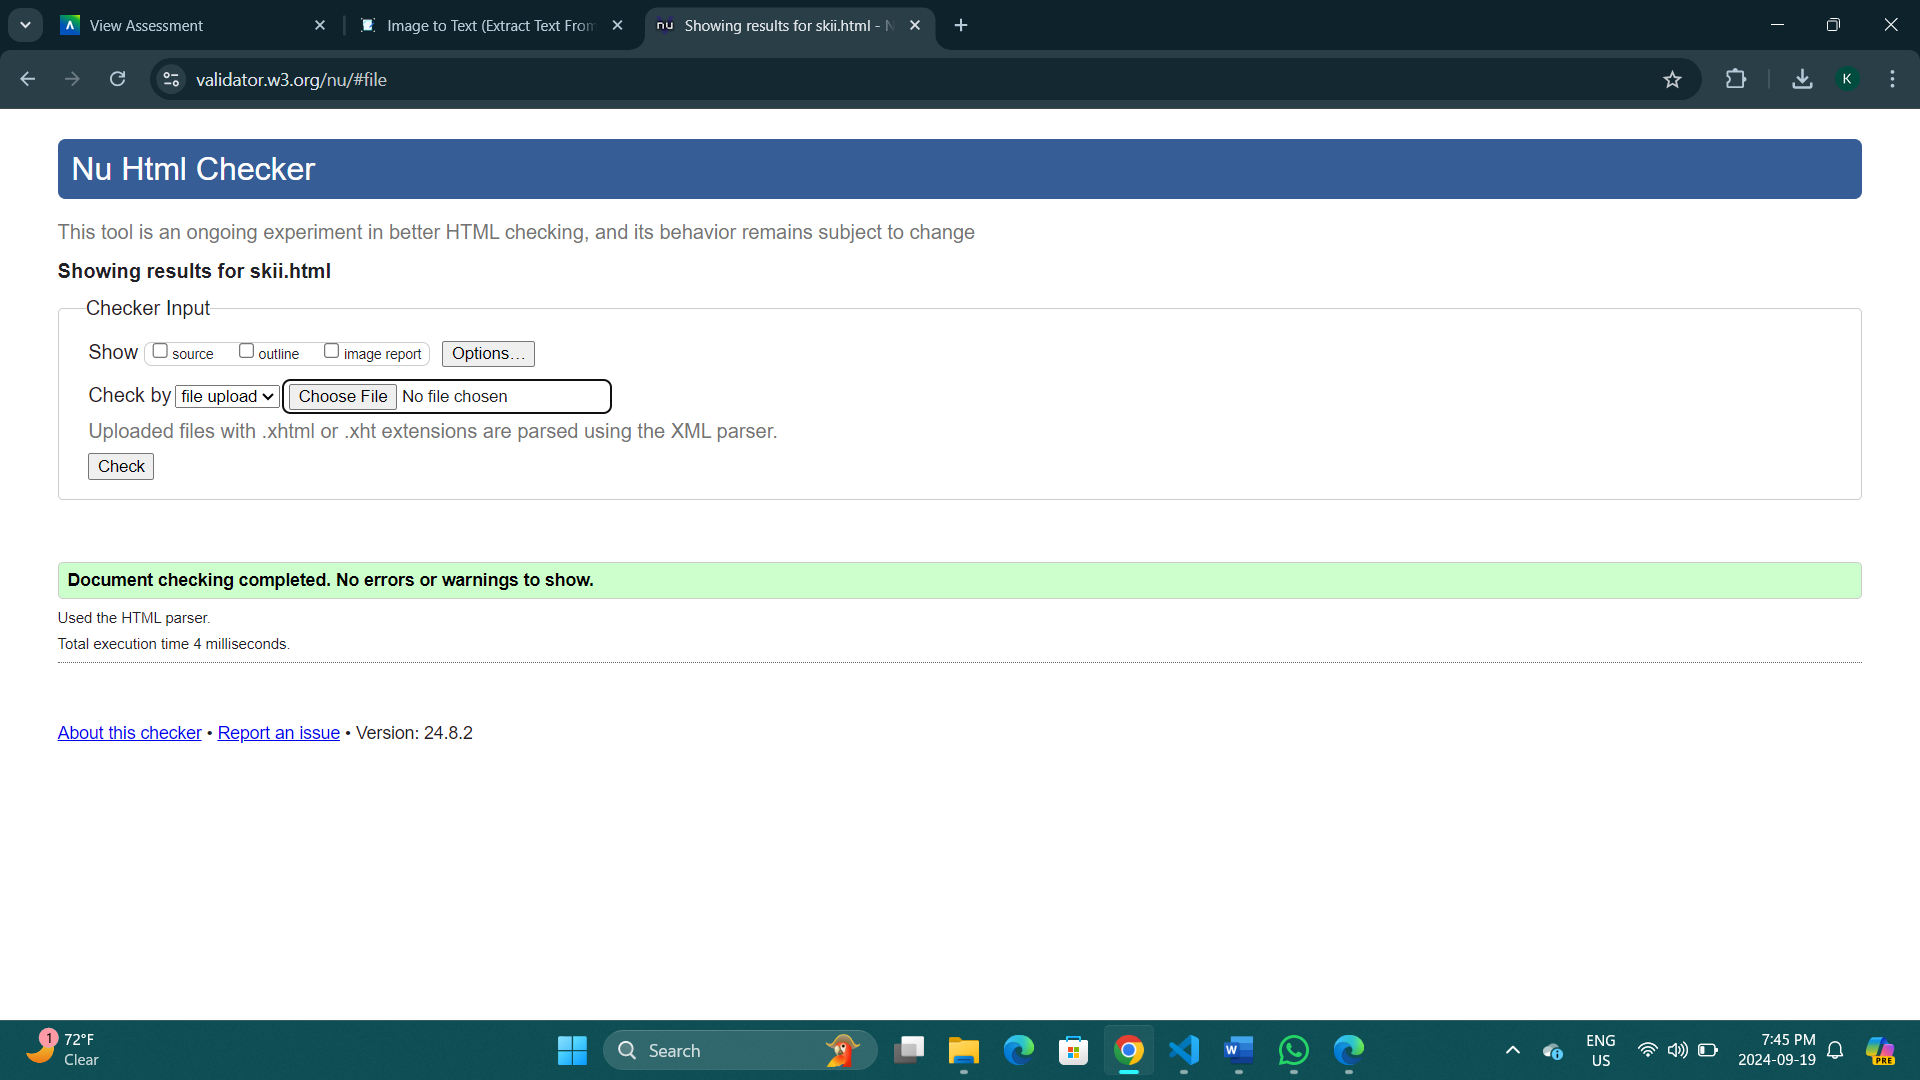 View Assessment
Image to Text (Extract Text From
nu Showing results for skii.html - N
validator.w3.org/nu/#file
K
Nu Html Checker
This tool is an ongoing experiment in better HTML checking, and its behavior remains subject to change
Showing results for skii.html
Checker Input
Show source outline image report Options...
Check by file upload Choose File No file chosen
Uploaded files with .xhtml or .xht extensions are parsed using the XML parser.
Check
Document checking completed. No errors or warnings to show.
Used the HTML parser.
Total execution time 4 milliseconds.
About this checker • Report an issue • Version: 24.8.2
1
72°F
Clear
Search
W
ENG
US
7:45 PM
2024-09-19
PRE